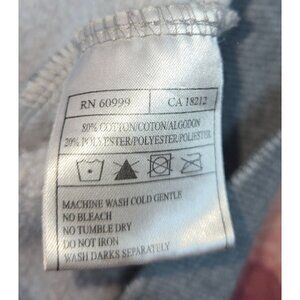 RN 60999 CA 18212
80% COTTON/COTON/ALGODON
20% POLYESTER/POLYESTER/POLIESTER
MACHINE WASH COLD GENTLE
NO BLEACH
NO TUMBLE DRY
DO NOT IRON
WASH DARKS SEPARATELY